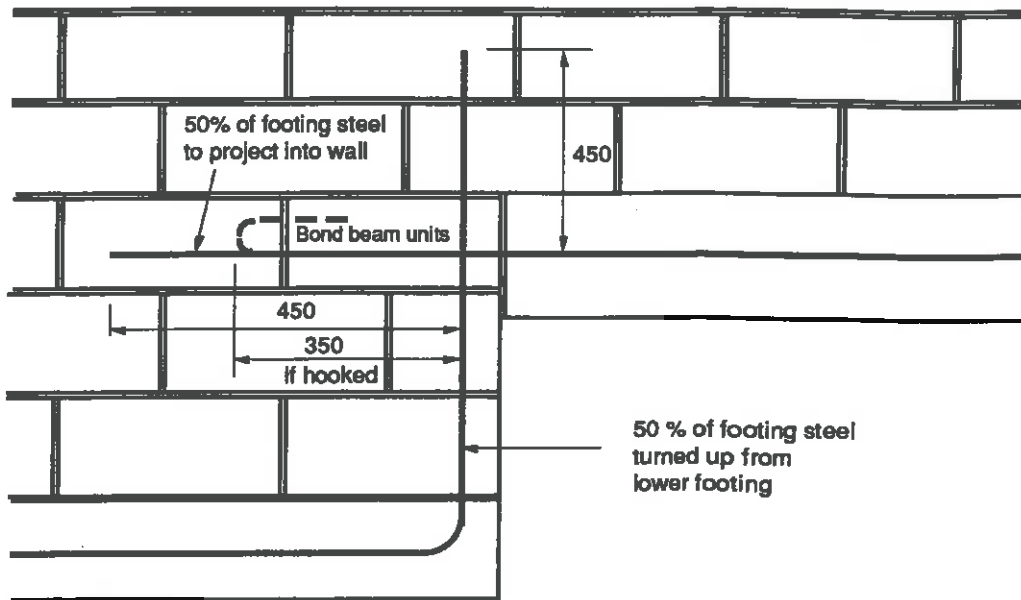 50% of footing steel
to project into wall
450
Bond beam units
450
350
if hooked
50 % of footing steel
turned up from
lower footing